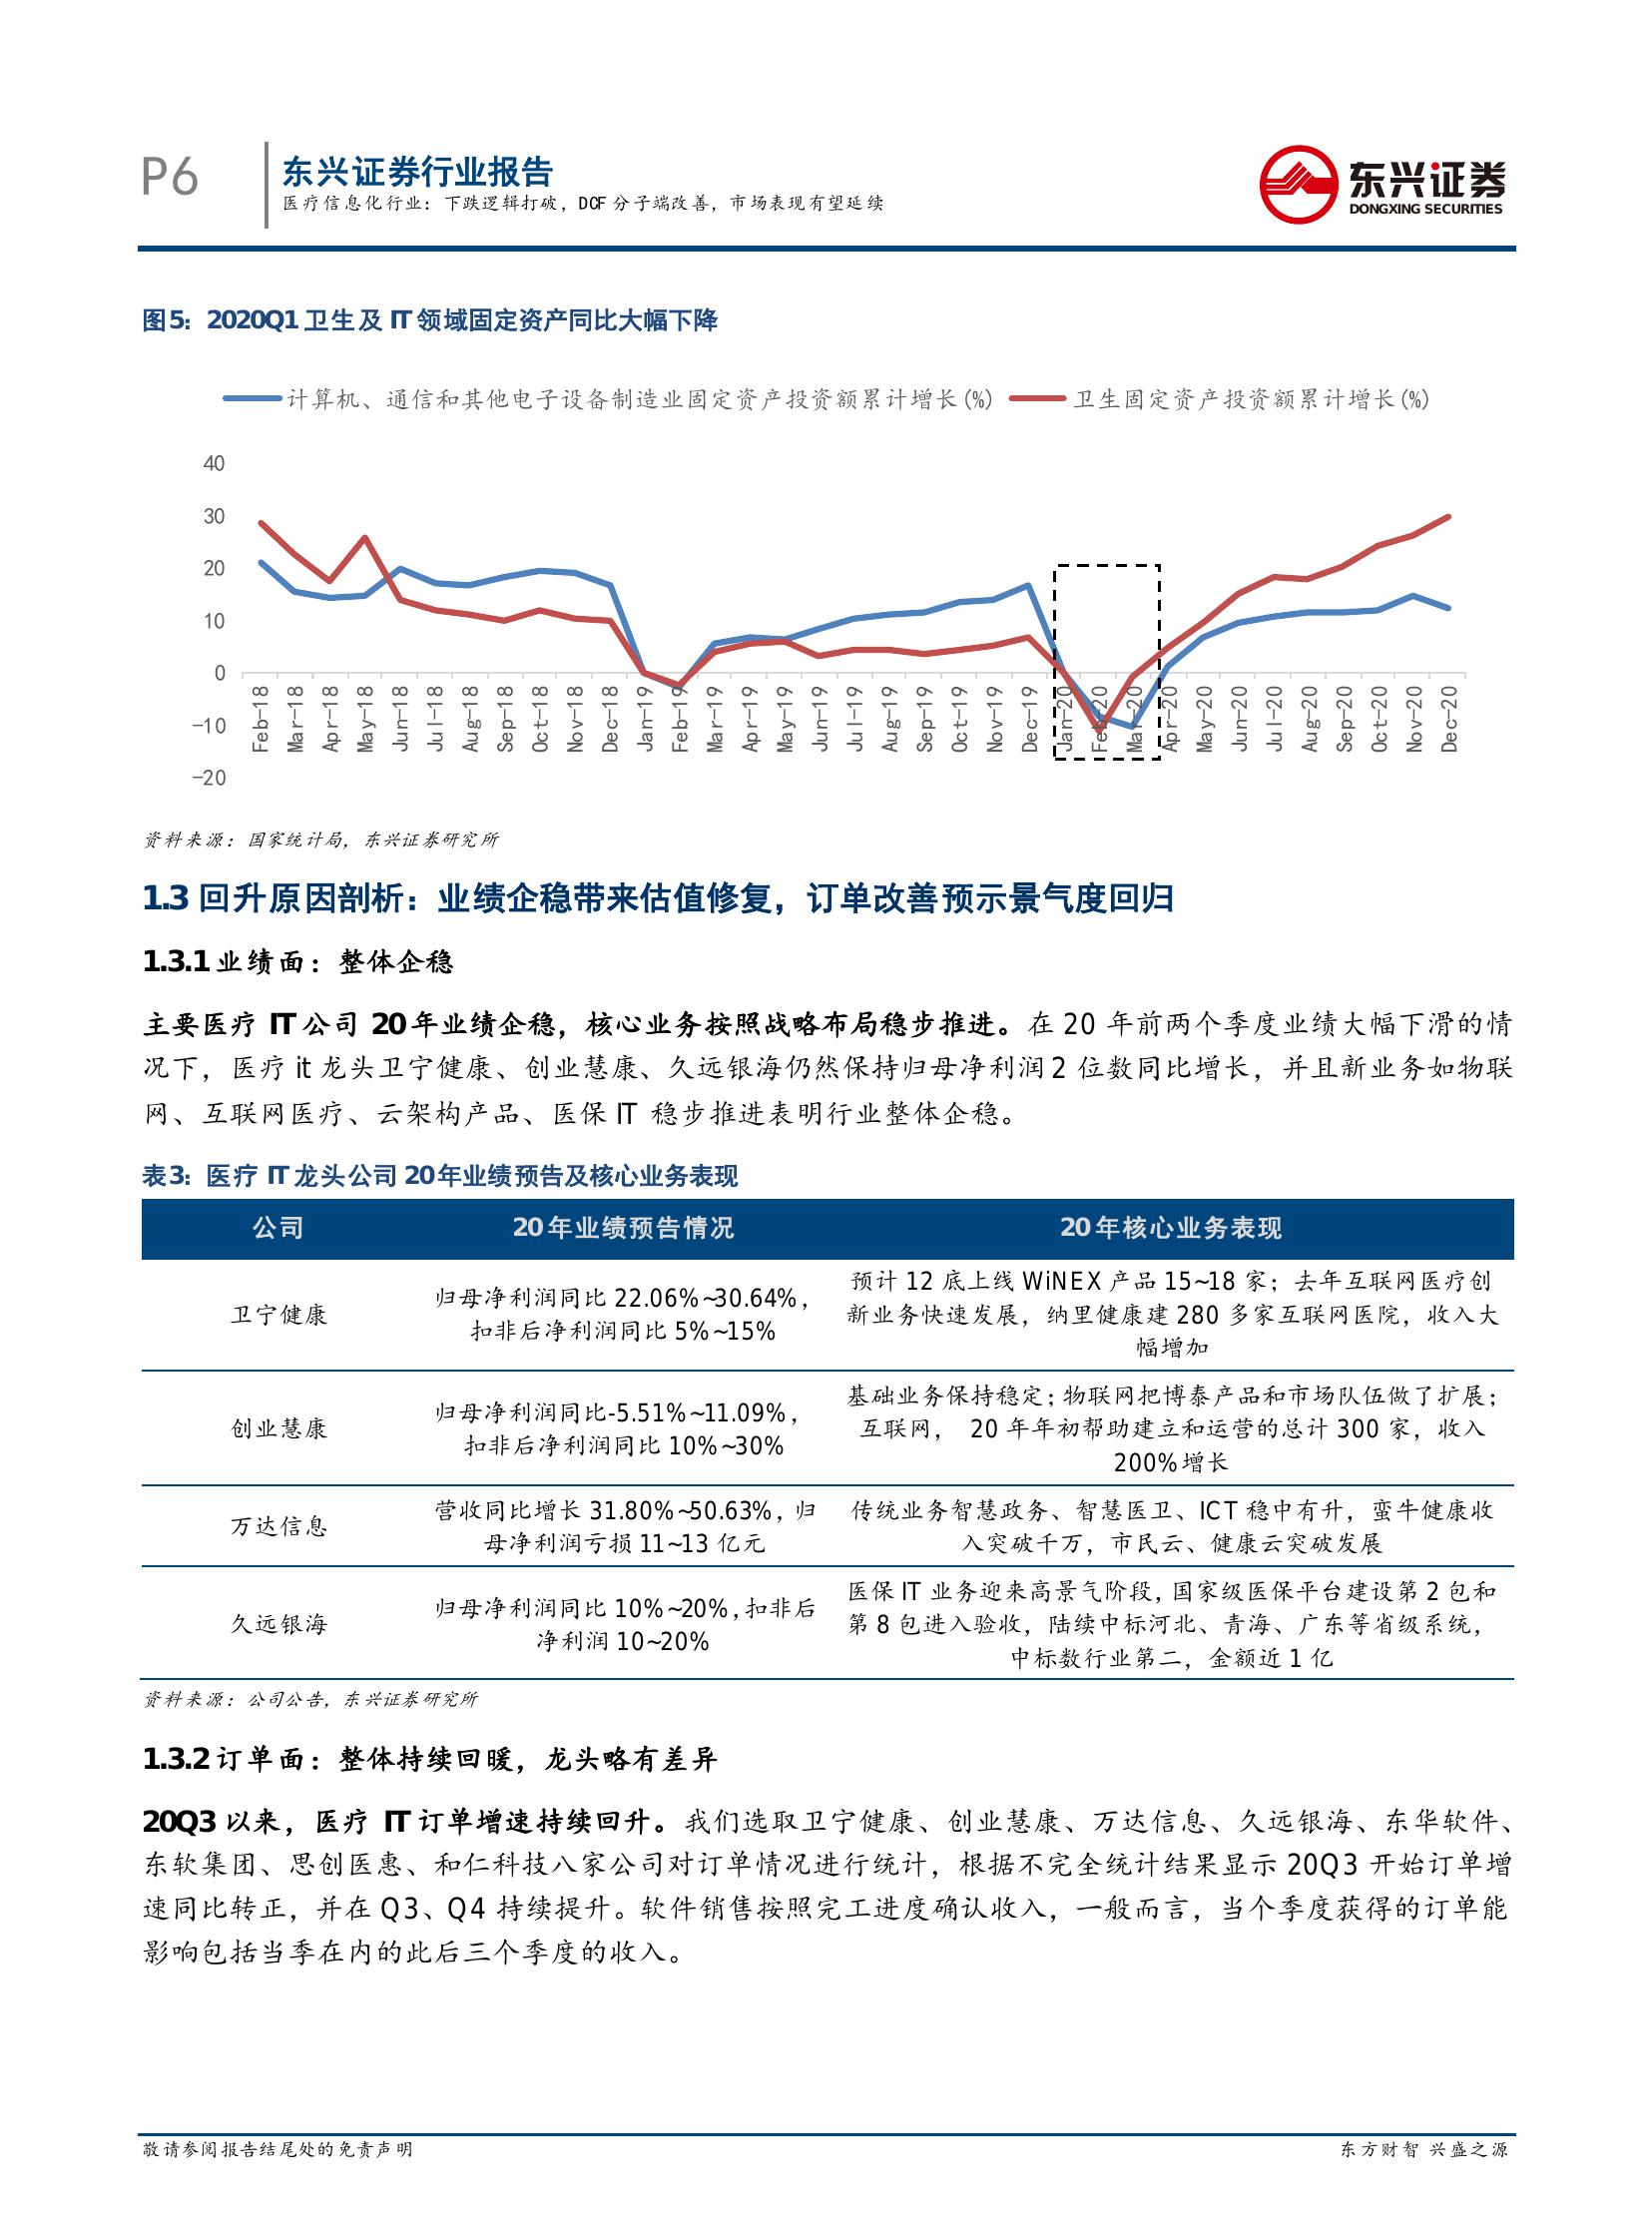 P6
东兴证券行业报告
医疗信息化行业：下跌逻辑打破，DCF 分子端改善，市场表现有望延续
东兴证券
DONGXING SECURITIES
图5：2020Q1 卫生及 IT 领域固定资产同比大幅下降
计算机、通信和其他电子设备制造业固定资产投资额累计增长(%)
卫生固定资产投资额累计增长(%)
40
30
20
10
0
-10
-20
Feb-18
Mar-18
Apr-18
May-18
Jun-18
Jul-18
Aug-18
Sep-18
Oct-18
Nov-18
Dec-18
Jan-19
Feb-19
Mar-19
Apr-19
May-19
Jun-19
Jul-19
Aug-19
Sep-19
Oct-19
Nov-19
Dec-19
Jan-20
Feb-20
Mar-20
Apr-20
May-20
Jun-20
Jul-20
Aug-20
Sep-20
Oct-20
Nov-20
Dec-20
资料来源：国家统计局，东兴证券研究所
1.3 回升原因剖析：业绩企稳带来估值修复，订单改善预示景气度回归
1.3.1 业绩面：整体企稳
主要医疗 IT 公司 20 年业绩企稳，核心业务按照战略布局稳步推进。在 20 年前两个季度业绩大幅下滑的情
况下，医疗 it 龙头卫宁健康、创业慧康、久远银海仍然保持归母净利润 2 位数同比增长，并且新业务如物联
网、互联网医疗、云架构产品、医保 IT 稳步推进表明行业整体企稳。
表3：医疗 IT 龙头公司 20 年业绩预告及核心业务表现
公司
20 年业绩预告情况
20 年核心业务表现
卫宁健康
归母净利润同比 22.06%~30.64%，
扣非后净利润同比 5%~15%
预计 12 底上线 WiNEX 产品 15~18 家；去年互联网医疗创
新业务快速发展，纳里健康建 280 多家互联网医院，收入大
幅增加
创业慧康
归母净利润同比-5.51%~11.09%，
扣非后净利润同比 10%~30%
基础业务保持稳定；物联网把博泰产品和市场队伍做了扩展；
互联网， 20 年年初帮助建立和运营的总计 300 家，收入
200%增长
万达信息
营收同比增长 31.80%~50.63%，归
母净利润亏损 11~13 亿元
传统业务智慧政务、智慧医卫、ICT 稳中有升，蛮牛健康收
入突破千万，市民云、健康云突破发展
久远银海
归母净利润同比 10%~20%，扣非后
净利润 10~20%
医保 IT 业务迎来高景气阶段，国家级医保平台建设第 2 包和
第 8 包进入验收，陆续中标河北、青海、广东等省级系统，
中标数行业第二，金额近 1 亿
资料来源：公司公告，东兴证券研究所
1.3.2 订单面：整体持续回暖，龙头略有差异
20Q3 以来，医疗 IT 订单增速持续回升。我们选取卫宁健康、创业慧康、万达信息、久远银海、东华软件、
东软集团、思创医惠、和仁科技八家公司对订单情况进行统计，根据不完全统计结果显示 20Q3 开始订单增
速同比转正，并在 Q3、Q4 持续提升。软件销售按照完工进度确认收入，一般而言，当个季度获得的订单能
影响包括当季在内的此后三个季度的收入。
敬请参阅报告结尾处的免责声明
东方财智 兴盛之源